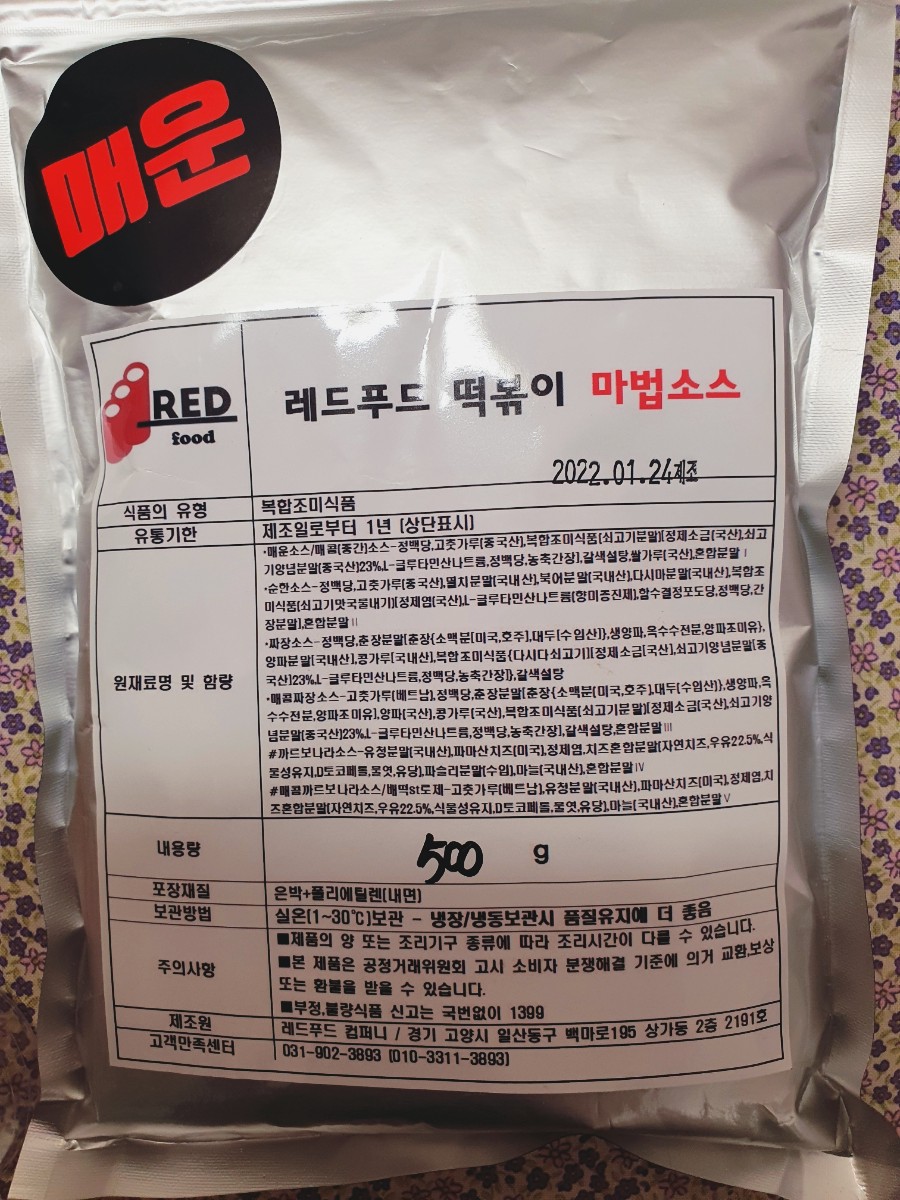 매운
RED
food
레드푸드 떡볶이 마법소스
2022.01.24제조
식품의 유형 복합조미식품
유통기한 제조일로부터 1년 (상단표시)
원재료명 및 함량
·매운소스/매콤(중간)소스-정백당,고춧가루(중국산),복합조미식품(쇠고기분말)[정제소금(국산),쇠고
기양념분말(중국산)23%,L-글루타민산나트륨,정백당,농축간장],갈색설탕,쌀가루(국산),혼합분말Ⅰ
·순한소스-정백당,고춧가루(중국산),멸치분말(국내산),북어분말(국내산),다시마분말(국내산),복합조
미식품(쇠고기맛국물내기)[정제염(국산),L-글루타민산나트륨(향미증진제),함수결정포도당,정백당,간
장분말],혼합분말Ⅱ
·짜장소스-정백당,춘장분말[춘장{소맥분(미국,호주),대두(수입산)},생양파,옥수수전분,양파조미유],
양파분말(국내산),콩가루(국내산),복합조미식품{다시다쇠고기}[정제소금(국산),쇠고기양념분말(중
국산)23%,L-글루타민산나트륨,정백당,농축간장]},갈색설탕
·매콤짜장소스-고춧가루(베트남),정백당,춘장분말[춘장{소맥분(미국,호주),대두(수입산)},생양파,옥
수수전분,양파조미유],양파(국산),콩가루(국산),복합조미식품(쇠고기분말)[정제소금(국산),쇠고기양
념분말(중국산)23%,L-글루타민산나트륨,정백당,농축간장],갈색설탕,혼합분말Ⅲ
#까르보나라소스-유청분말(국내산),파마산치즈(미국),정제염,치즈혼합분말[자연치즈,우유22.5%,식
물성유지,D토코페롤,물엿,유당],파슬리분말(수입),마늘(국내산),혼합분말Ⅳ
#매콤까르보나라소스/배떡st로제-고춧가루(베트남),유청분말(국내산),파마산치즈(미국),정제염,치
즈혼합분말[자연치즈,우유22.5%,식물성유지,D토코페롤,물엿,유당],마늘(국내산),혼합분말Ⅴ
내용량 500 g
포장재질 은박+폴리에틸렌(내면)
보관방법 실온(1~30℃)보관 - 냉장/냉동보관시 품질유지에 더 좋음
주의사항
■제품의 양 또는 조리기구 종류에 따라 조리시간이 다를 수 있습니다.
■본 제품은 공정거래위원회 고시 소비자 분쟁해결 기준에 의거 교환,보상
또는 환불을 받을 수 있습니다.
■부정,불량식품 신고는 국번없이 1399
제조원 레드푸드 컴퍼니 / 경기 고양시 일산동구 백마로195 상가동 2층 2191호
고객만족센터 031-902-3893 (010-3311-3893)